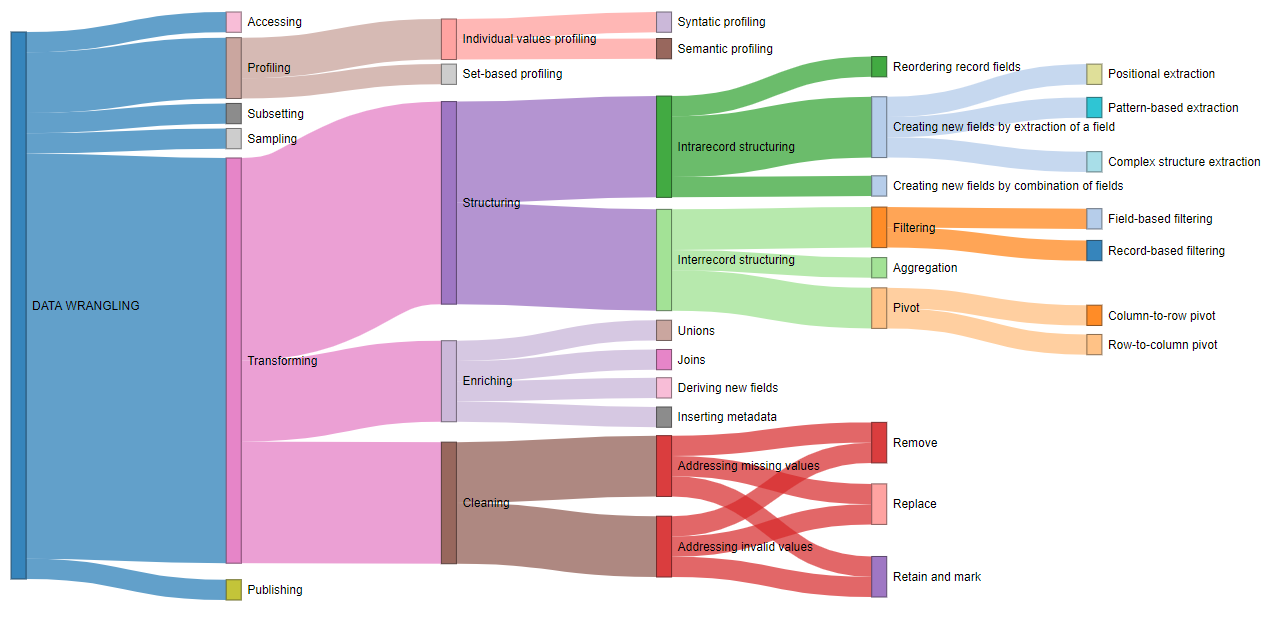 DATA WRANGLING
Accessing
Profiling
Subsetting
Sampling
Transforming
Publishing
Individual values profiling
Set-based profiling
Structuring
Enriching
Cleaning
Syntatic profiling
Semantic profiling
Intrarecord structuring
Interrecord structuring
Unions
Joins
Deriving new fields
Inserting metadata
Addressing missing values
Addressing invalid values
Reordering record fields
Creating new fields by extraction of a field
Creating new fields by combination of fields
Filtering
Aggregation
Pivot
Remove
Replace
Retain and mark
Positional extraction
Pattern-based extraction
Complex structure extraction
Field-based filtering
Record-based filtering
Column-to-row pivot
Row-to-column pivot